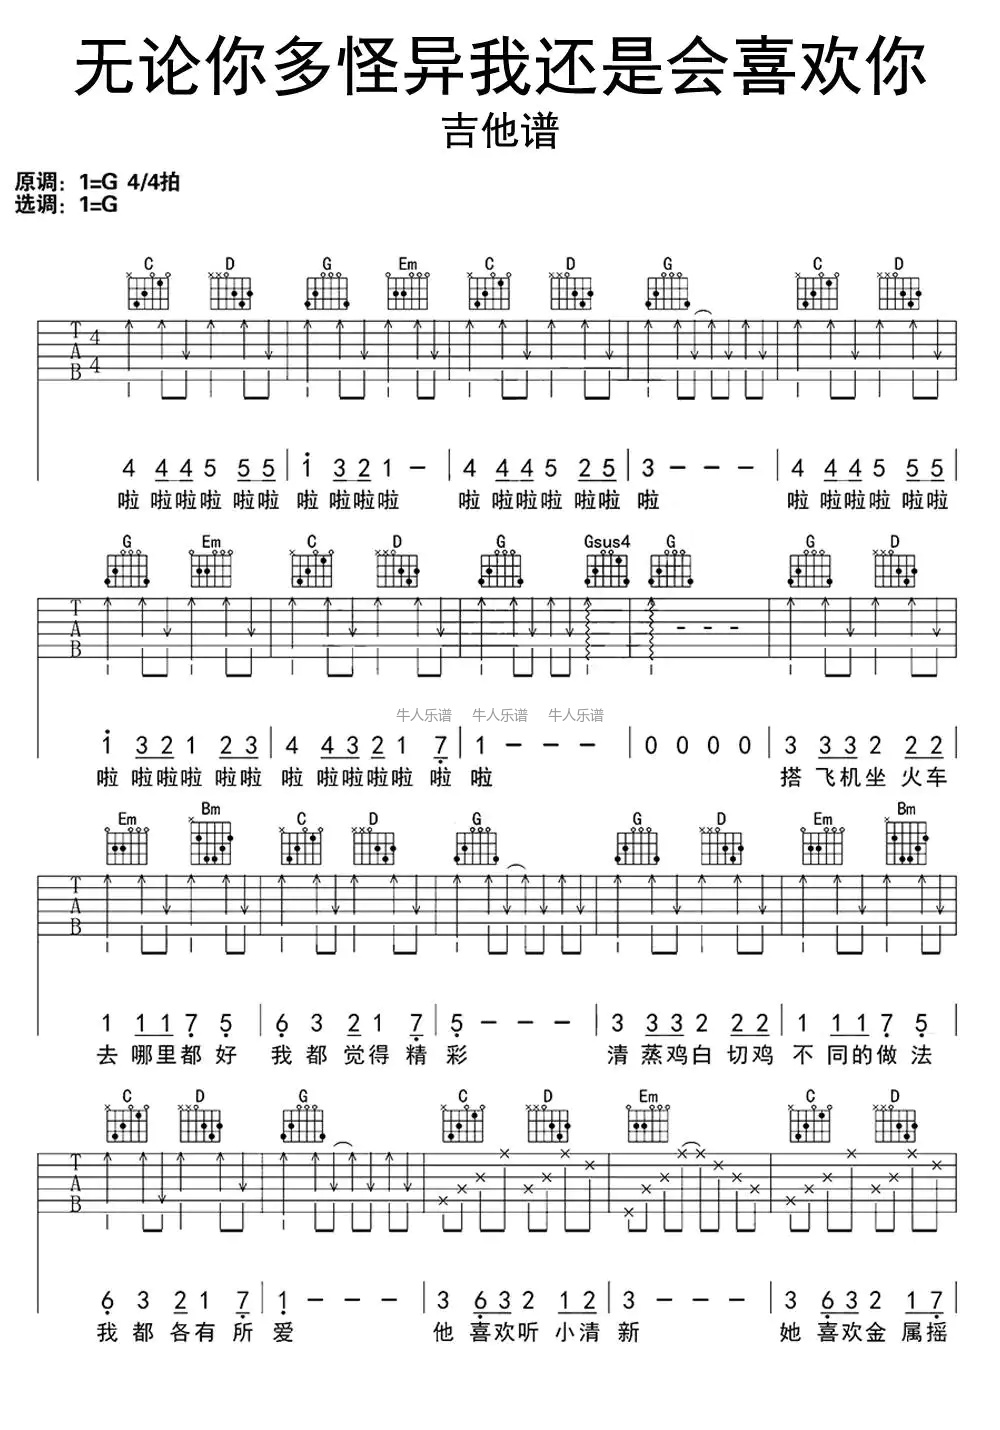 无论你多怪异我还是会喜欢你
吉他谱
原调：1=G 4/4拍
选调：1=G
C D G Em C D G C D
T A B 4 4
4 4 4 5 5 5 | 1 3 2 1 － | 4 4 4 5 2 5 | 3 － － － | 4 4 4 5 5 5
啦 啦啦啦 啦啦 啦 啦啦啦 啦 啦啦啦 啦啦 啦 啦 啦啦啦 啦啦
G Em C D G Gsus4 G G D
T A B － － －
牛人乐谱 牛人乐谱 牛人乐谱
1 3 2 1 2 3 | 4 4 3 2 1 7 | 1 － － － | 0 0 0 0 | 3 3 3 2 2 2
啦 啦啦啦 啦啦 啦 啦啦啦啦 啦 啦 搭 飞机坐 火车
Em Bm C D G G D Em Bm
T A B
1 1 1 7 5 | 6 3 2 1 7 | 5 － － － | 3 3 3 2 2 2 | 1 1 1 7 5
去 哪里都 好 我 都 觉得 精 彩 清 蒸鸡白 切鸡 不 同的做 法
C D G C D Em C D
T A B
6 3 2 1 7 | 1 － － － | 3 6 3 2 1 2 | 3 － － － | 3 6 3 2 1 7
我 都 各有 所 爱 他 喜欢听 小清 新 她 喜欢金 属摇